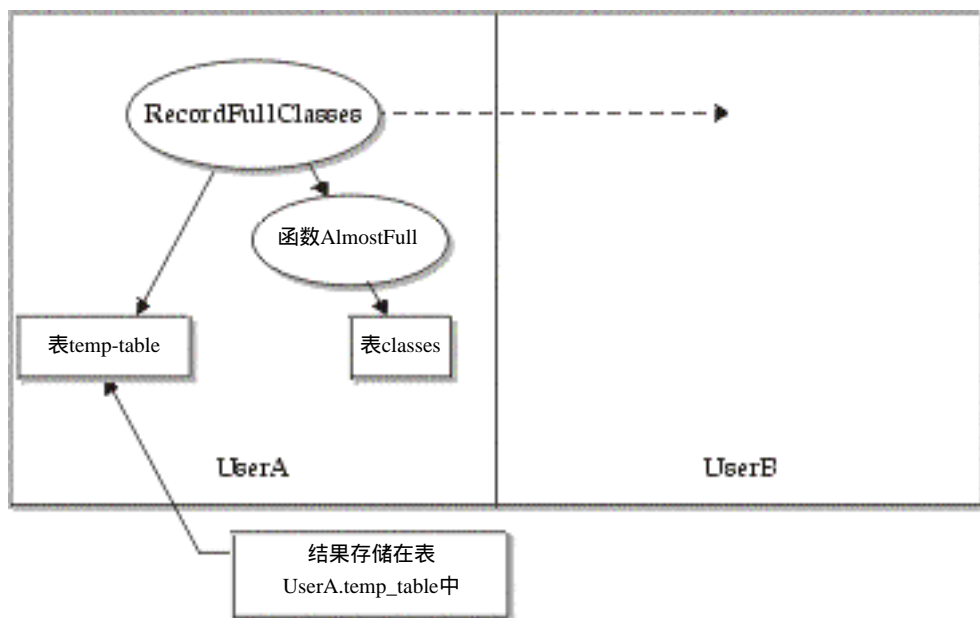 RecordFullClasses
函数AlmostFull
表temp-table
表classes
UserA
UserB
结果存储在表
UserA.temp_table中